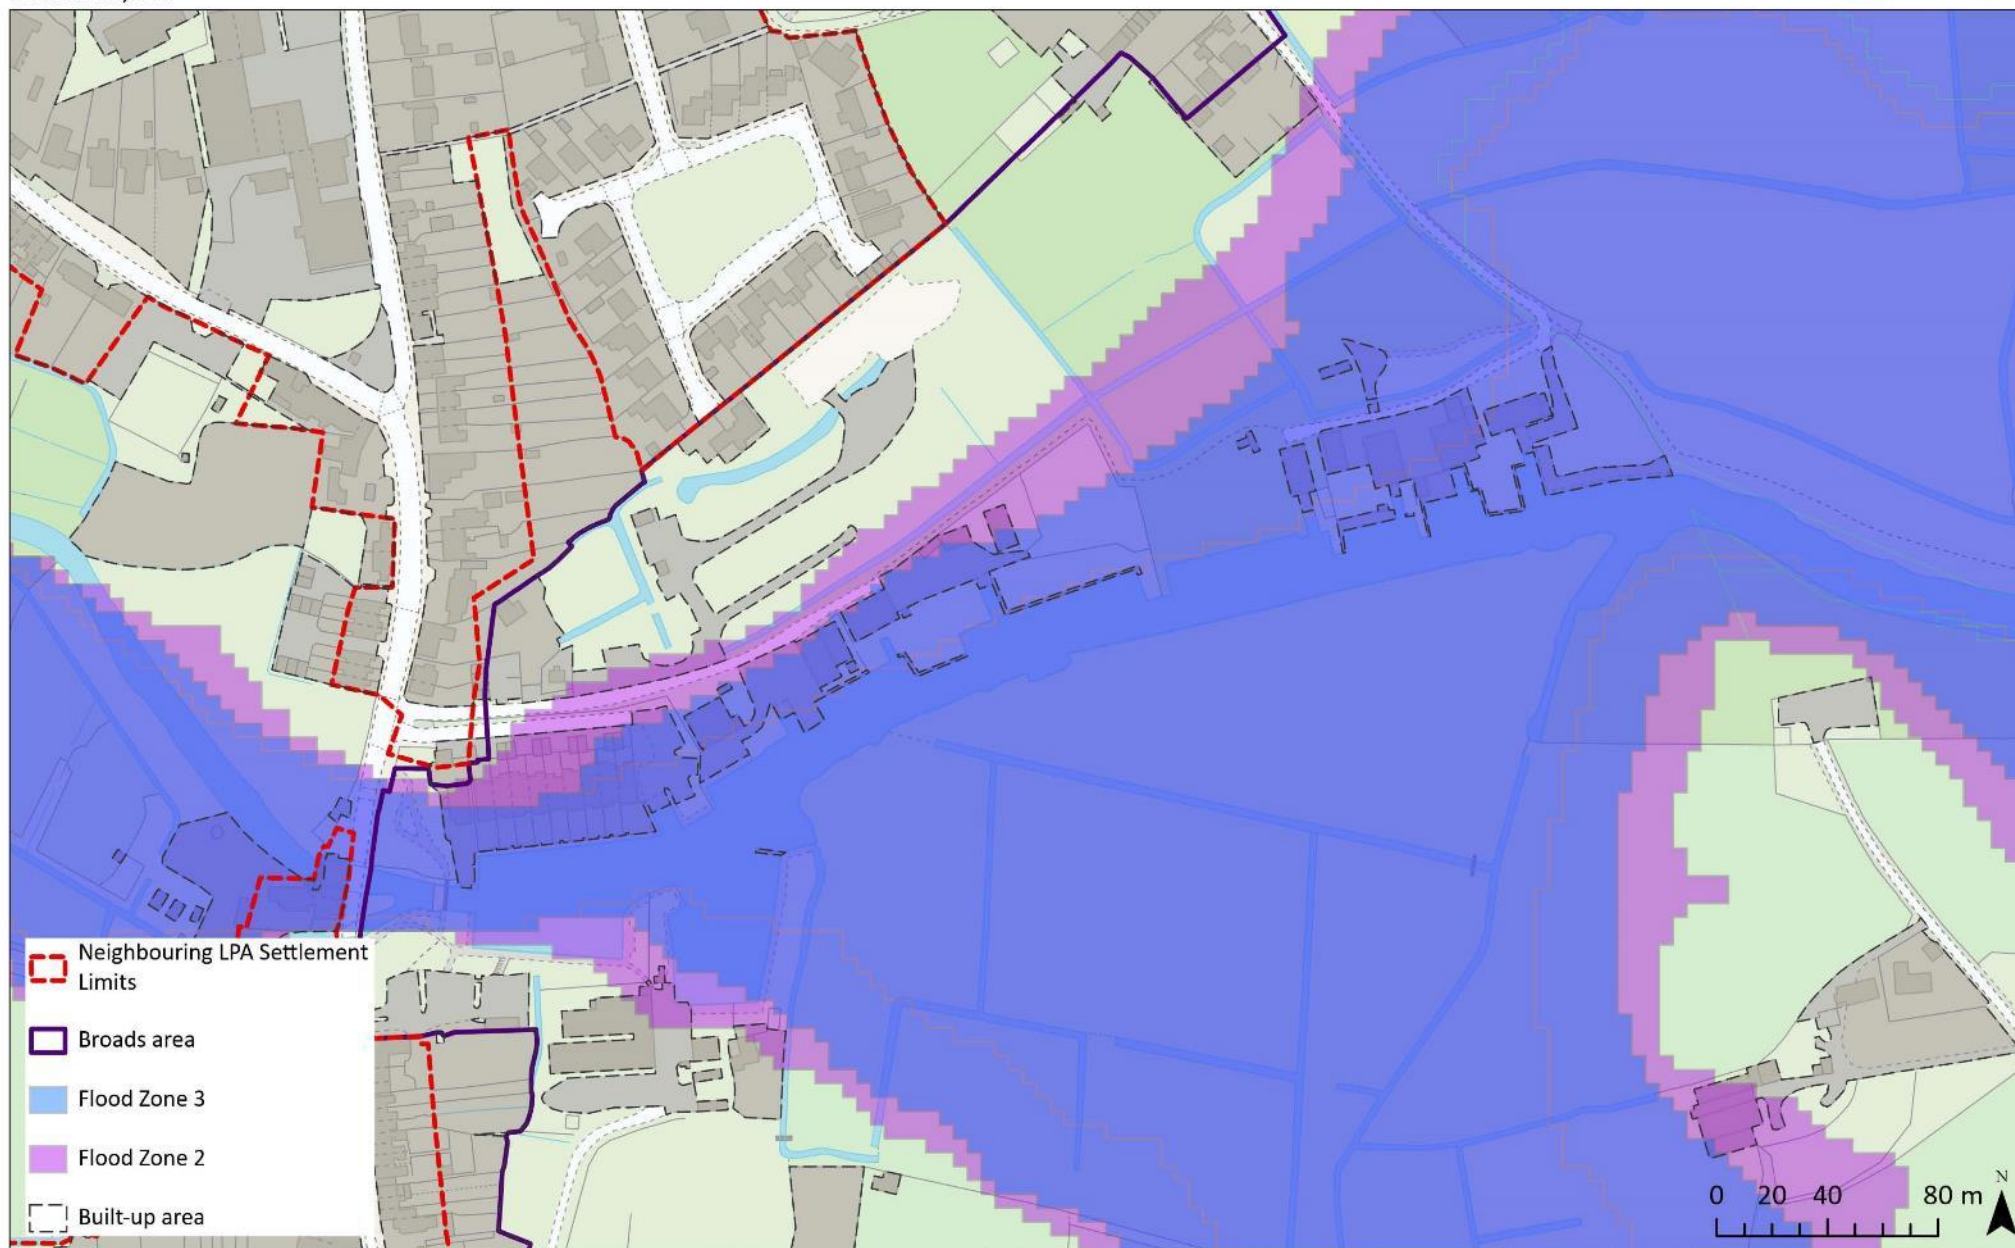 Neighbouring LPA Settlement
Limits
Broads area
Flood Zone 3
Flood Zone 2
Built-up area
0 20 40 80 m
N